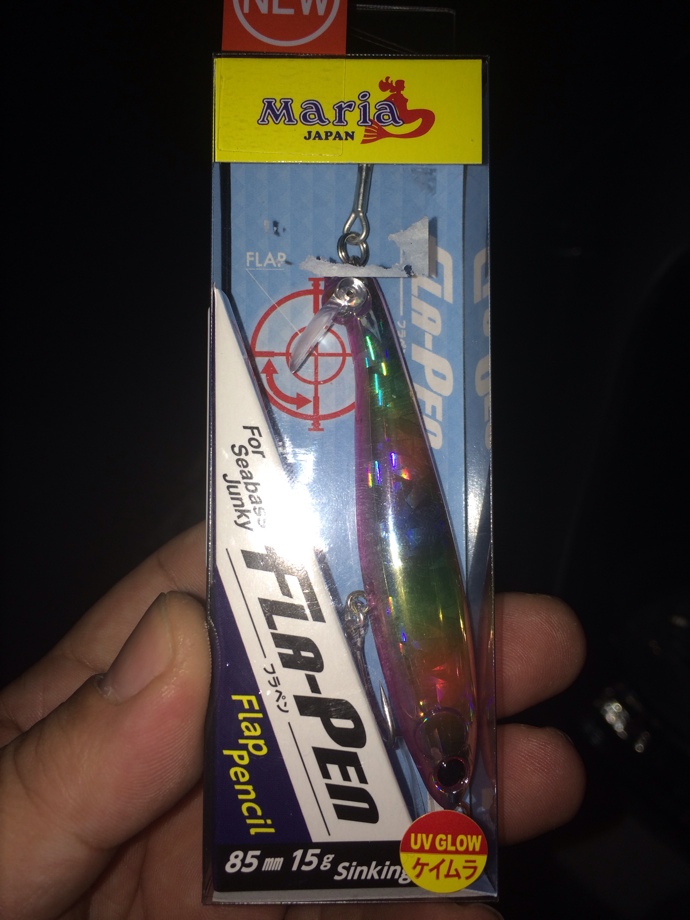 NEW
Maria
JAPAN
FLAP
FLA-PEN
For
Seabass
Junky
FLA-PEN
フラペン
Flap
Pencil
85mm 15g Sinking
UV GLOW
ケイムラ